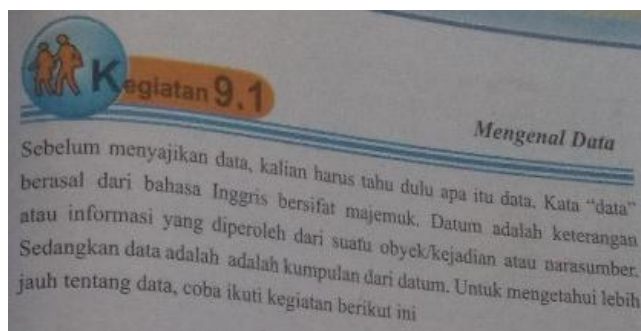 Kegiatan 9.1
Mengenal Data
Sebelum menyajikan data, kalian harus tahu dulu apa itu data. Kata “data”
berasal dari bahasa Inggris bersifat majemuk. Datum adalah keterangan
atau informasi yang diperoleh dari suatu obyek/kejadian atau narasumber.
Sedangkan data adalah adalah kumpulan dari datum. Untuk mengetahui lebih
jauh tentang data, coba ikuti kegiatan berikut ini